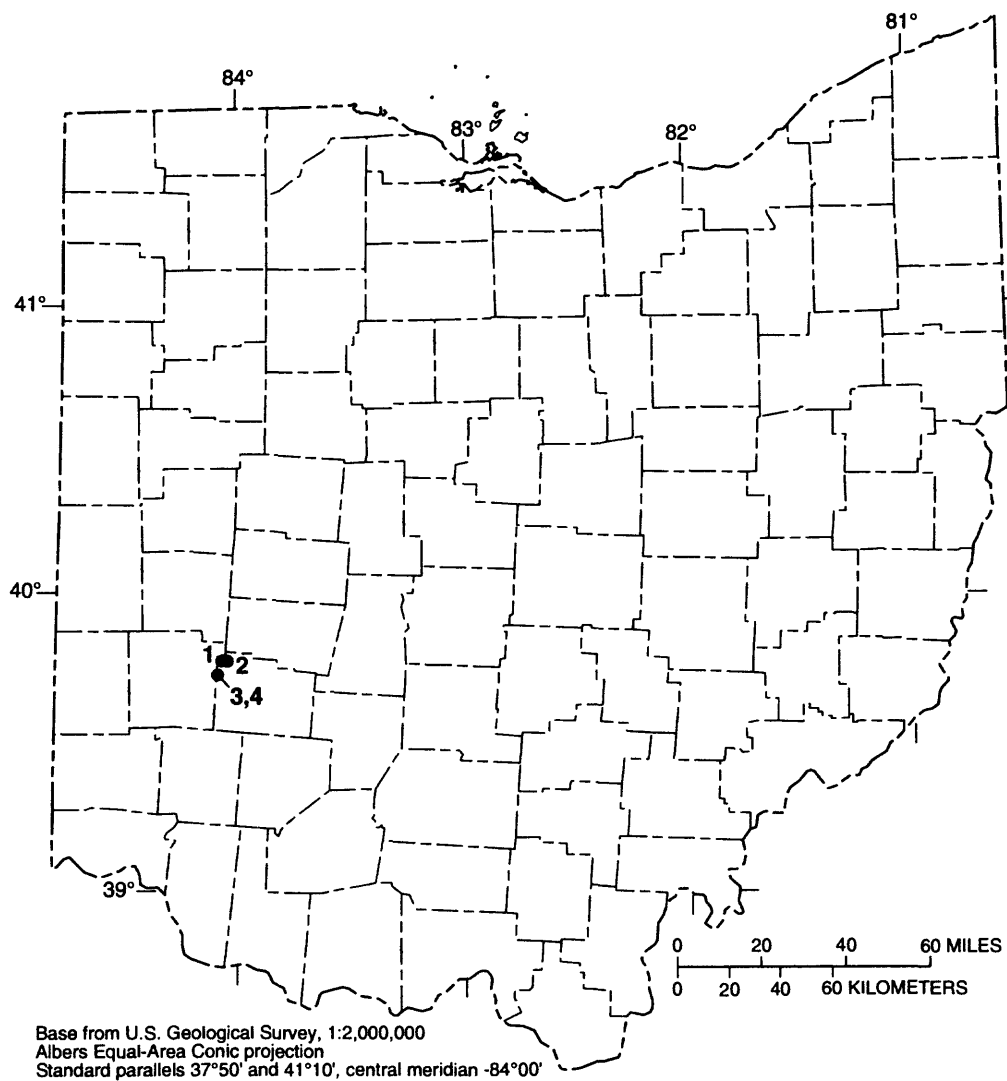 81°
84°
83°
82°
41°
40°
1
2
3,4
39°
0 20 40 60 MILES
0 20 40 60 KILOMETERS
Base from U.S. Geological Survey, 1:2,000,000
Albers Equal-Area Conic projection
Standard parallels 37°50' and 41°10', central meridian -84°00'